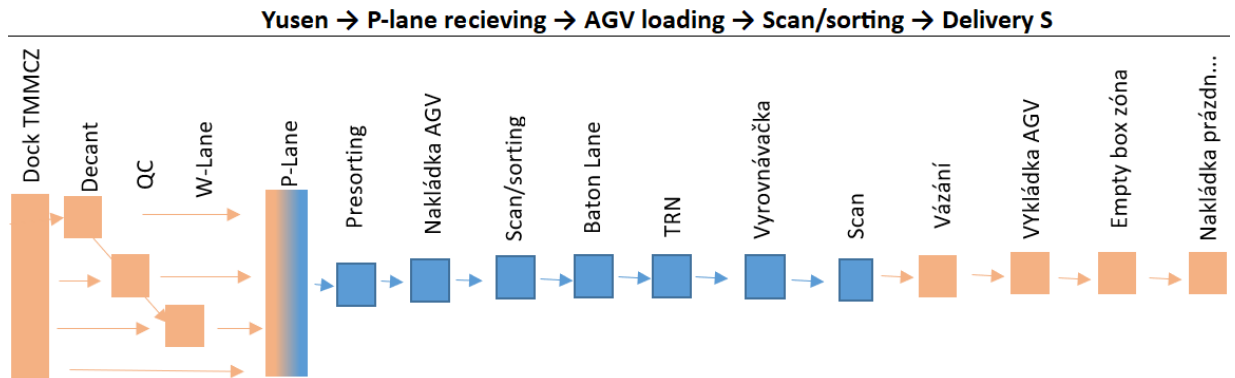 Yusen → P-lane recieving → AGV loading → Scan/sorting → Delivery S
Dock TMMCZ
Decant
QC
W-Lane
P-Lane
Presorting
Nakládka AGV
Scan/sorting
Baton Lane
TRN
Vyrovnávačka
Scan
Vázání
VYkládka AGV
Empty box zóna
Nakládka prázdn...